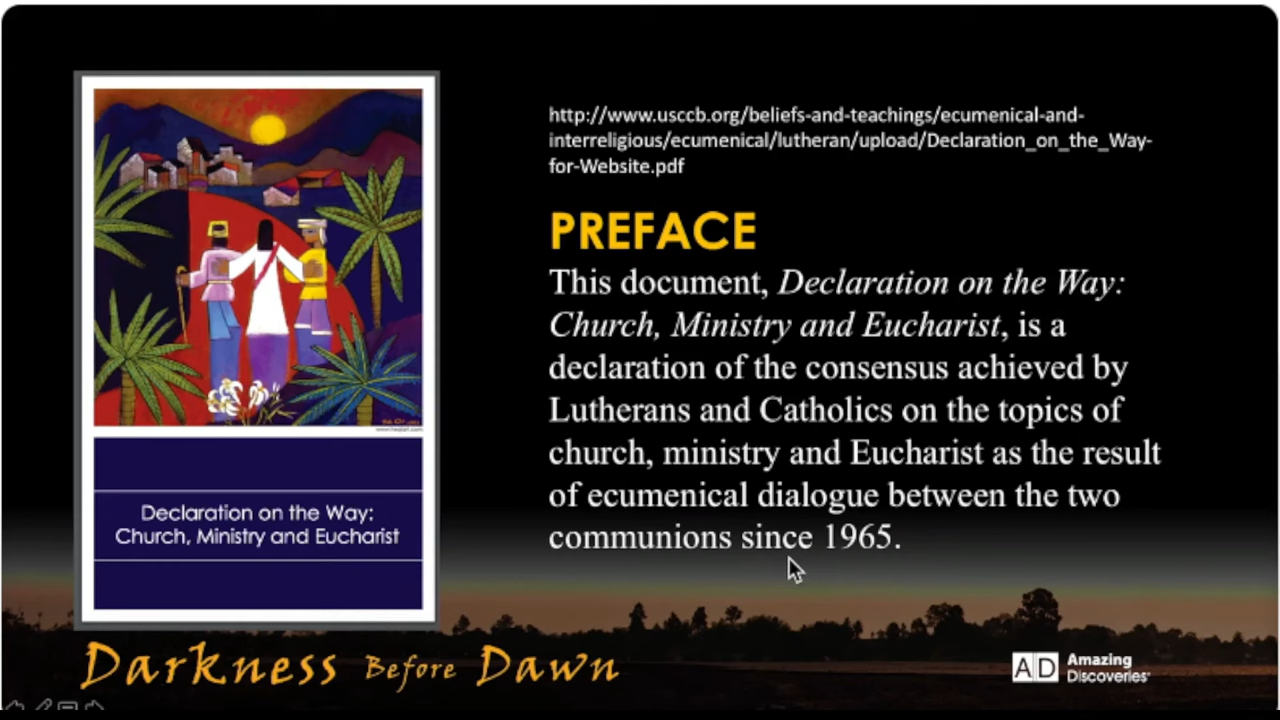 http://www.usccb.org/beliefs-and-teachings/ecumenical-and-
interreligious/ecumenical/lutheran/upload/Declaration_on_the_Way-
for-Website.pdf
PREFACE
This document, Declaration on the Way:
Church, Ministry and Eucharist, is a
declaration of the consensus achieved by
Lutherans and Catholics on the topics of
church, ministry and Eucharist as the result
of ecumenical dialogue between the two
communions since 1965.
Declaration on the Way:
Church, Ministry and Eucharist
Darkness Before Dawn
AD Amazing
Discoveries